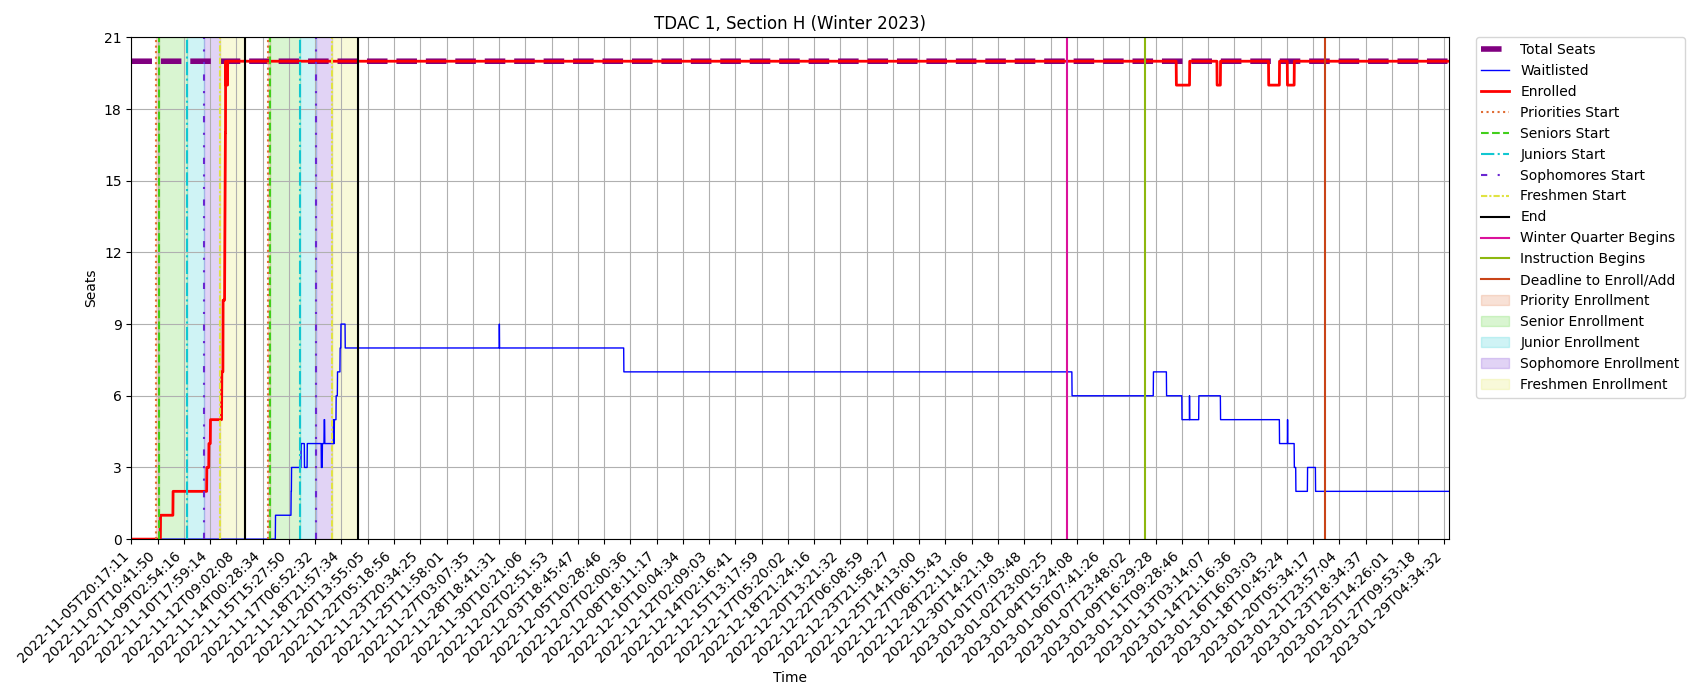 TDAC 1, Section H (Winter 2023)
Seats
21
18
15
12
9
6
3
0
2022-11-05T20:17:11
2022-11-07T10:41:50
2022-11-09T02:54:16
2022-11-10T17:59:14
2022-11-12T09:02:08
2022-11-14T00:28:34
2022-11-15T15:27:50
2022-11-17T06:52:32
2022-11-18T21:57:34
2022-11-20T13:55:05
2022-11-22T05:18:56
2022-11-23T20:34:25
2022-11-25T11:58:01
2022-11-27T03:07:35
2022-11-28T18:41:31
2022-11-30T10:21:06
2022-12-02T02:51:53
2022-12-03T18:45:47
2022-12-05T10:28:46
2022-12-07T02:00:36
2022-12-08T18:11:17
2022-12-10T10:04:34
2022-12-12T02:09:03
2022-12-14T02:16:41
2022-12-15T13:17:59
2022-12-17T05:20:02
2022-12-18T21:24:16
2022-12-20T13:21:32
2022-12-22T06:08:59
2022-12-23T21:58:27
2022-12-25T14:13:00
2022-12-27T06:15:43
2022-12-28T22:11:06
2022-12-30T14:21:18
2023-01-01T07:03:48
2023-01-02T23:00:25
2023-01-04T15:24:08
2023-01-06T07:41:26
2023-01-07T23:48:02
2023-01-09T16:29:28
2023-01-11T09:28:46
2023-01-13T03:14:07
2023-01-14T21:16:36
2023-01-16T16:03:03
2023-01-18T10:45:24
2023-01-20T05:34:17
2023-01-21T23:57:04
2023-01-23T18:34:37
2023-01-25T14:26:01
2023-01-27T09:53:18
2023-01-29T04:34:32
Time
Total Seats
Waitlisted
Enrolled
Priorities Start
Seniors Start
Juniors Start
Sophomores Start
Freshmen Start
End
Winter Quarter Begins
Instruction Begins
Deadline to Enroll/Add
Priority Enrollment
Senior Enrollment
Junior Enrollment
Sophomore Enrollment
Freshmen Enrollment